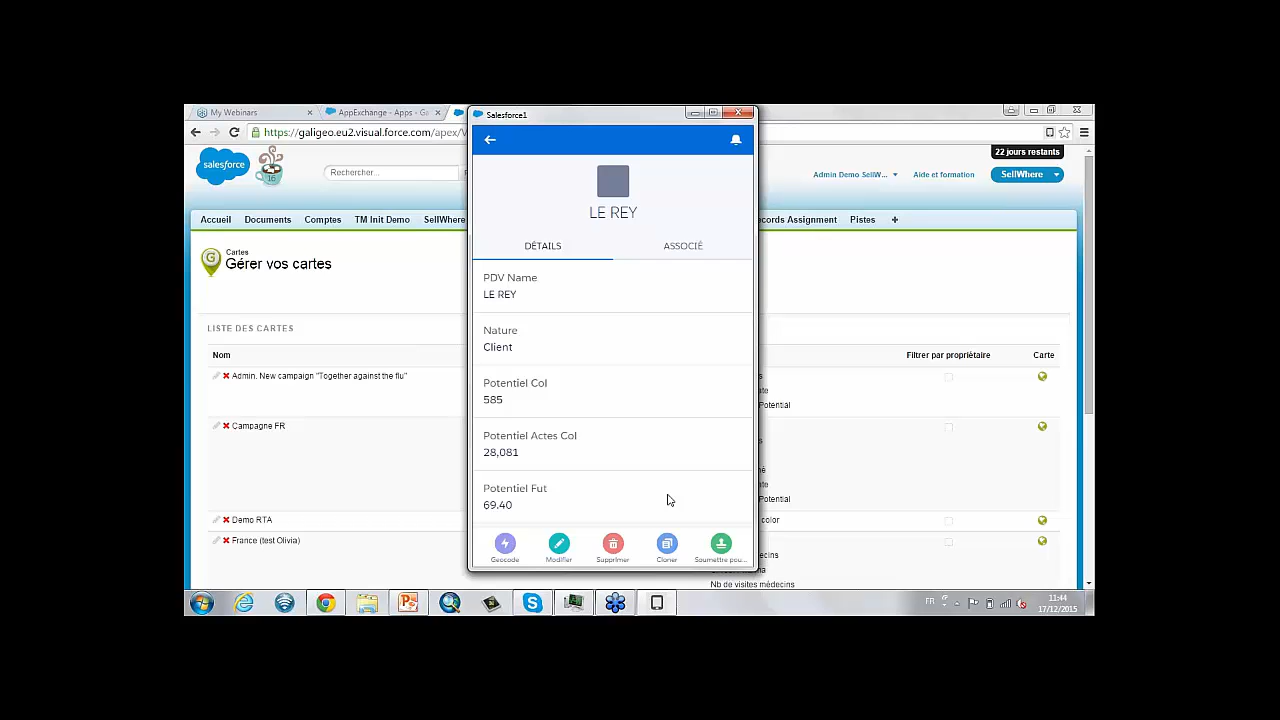 My Webinars
AppExchange - Apps - Ga
Salesforce1
https://galigeo.eu2.visual.force.com/apex/
salesforce
16
Rechercher...
22 jours restants
Admin Demo SellW...
Aide et formation
SellWhere
Accueil
Documents
Comptes
TM Init Demo
SellWhere
ecords Assignment
Pistes
+
Cartes
Gérer vos cartes
LISTE DES CARTES
Nom
Filtrer par propriétaire
Carte
Admin. New campaign "Together against the flu"
Potential
Campagne FR
Potential
Demo RTA
color
France (test Olivia)
Nb de visites médecins
LE REY
DÉTAILS
ASSOCIÉ
PDV Name
LE REY
Nature
Client
Potentiel Col
585
Potentiel Actes Col
28,081
Potentiel Fut
69.40
Geocode
Modifier
Supprimer
Cloner
Soumettre pou...
FR
11:44
17/12/2015